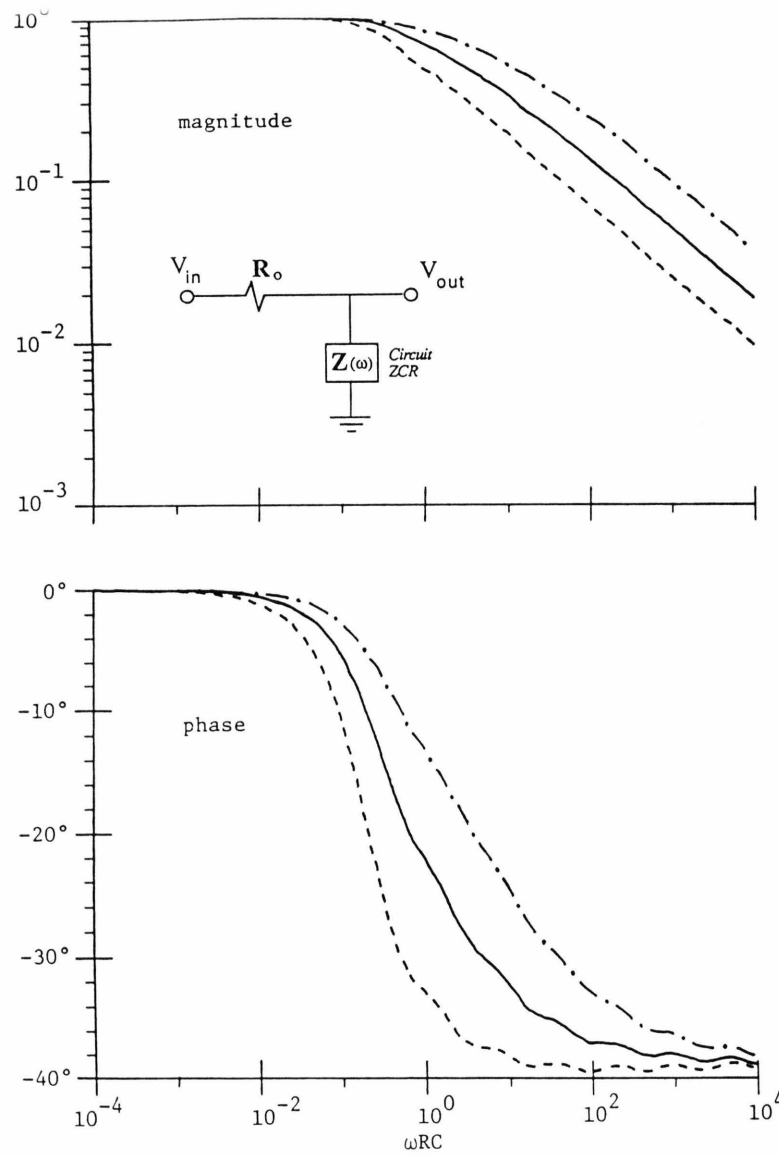 10⁰
magnitude
10⁻¹
V_in R_o V_out
Z(ω) Circuit ZCR
10⁻²
10⁻³
0°
-10°
phase
-20°
-30°
-40°
10⁻⁴ 10⁻² 10⁰ 10² 10⁴
ωRC